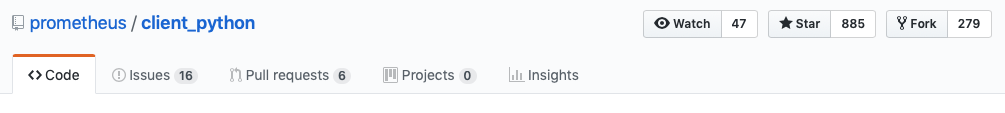 prometheus / client_python Watch 47 Star 885 Fork 279
Code Issues 16 Pull requests 6 Projects 0 Insights